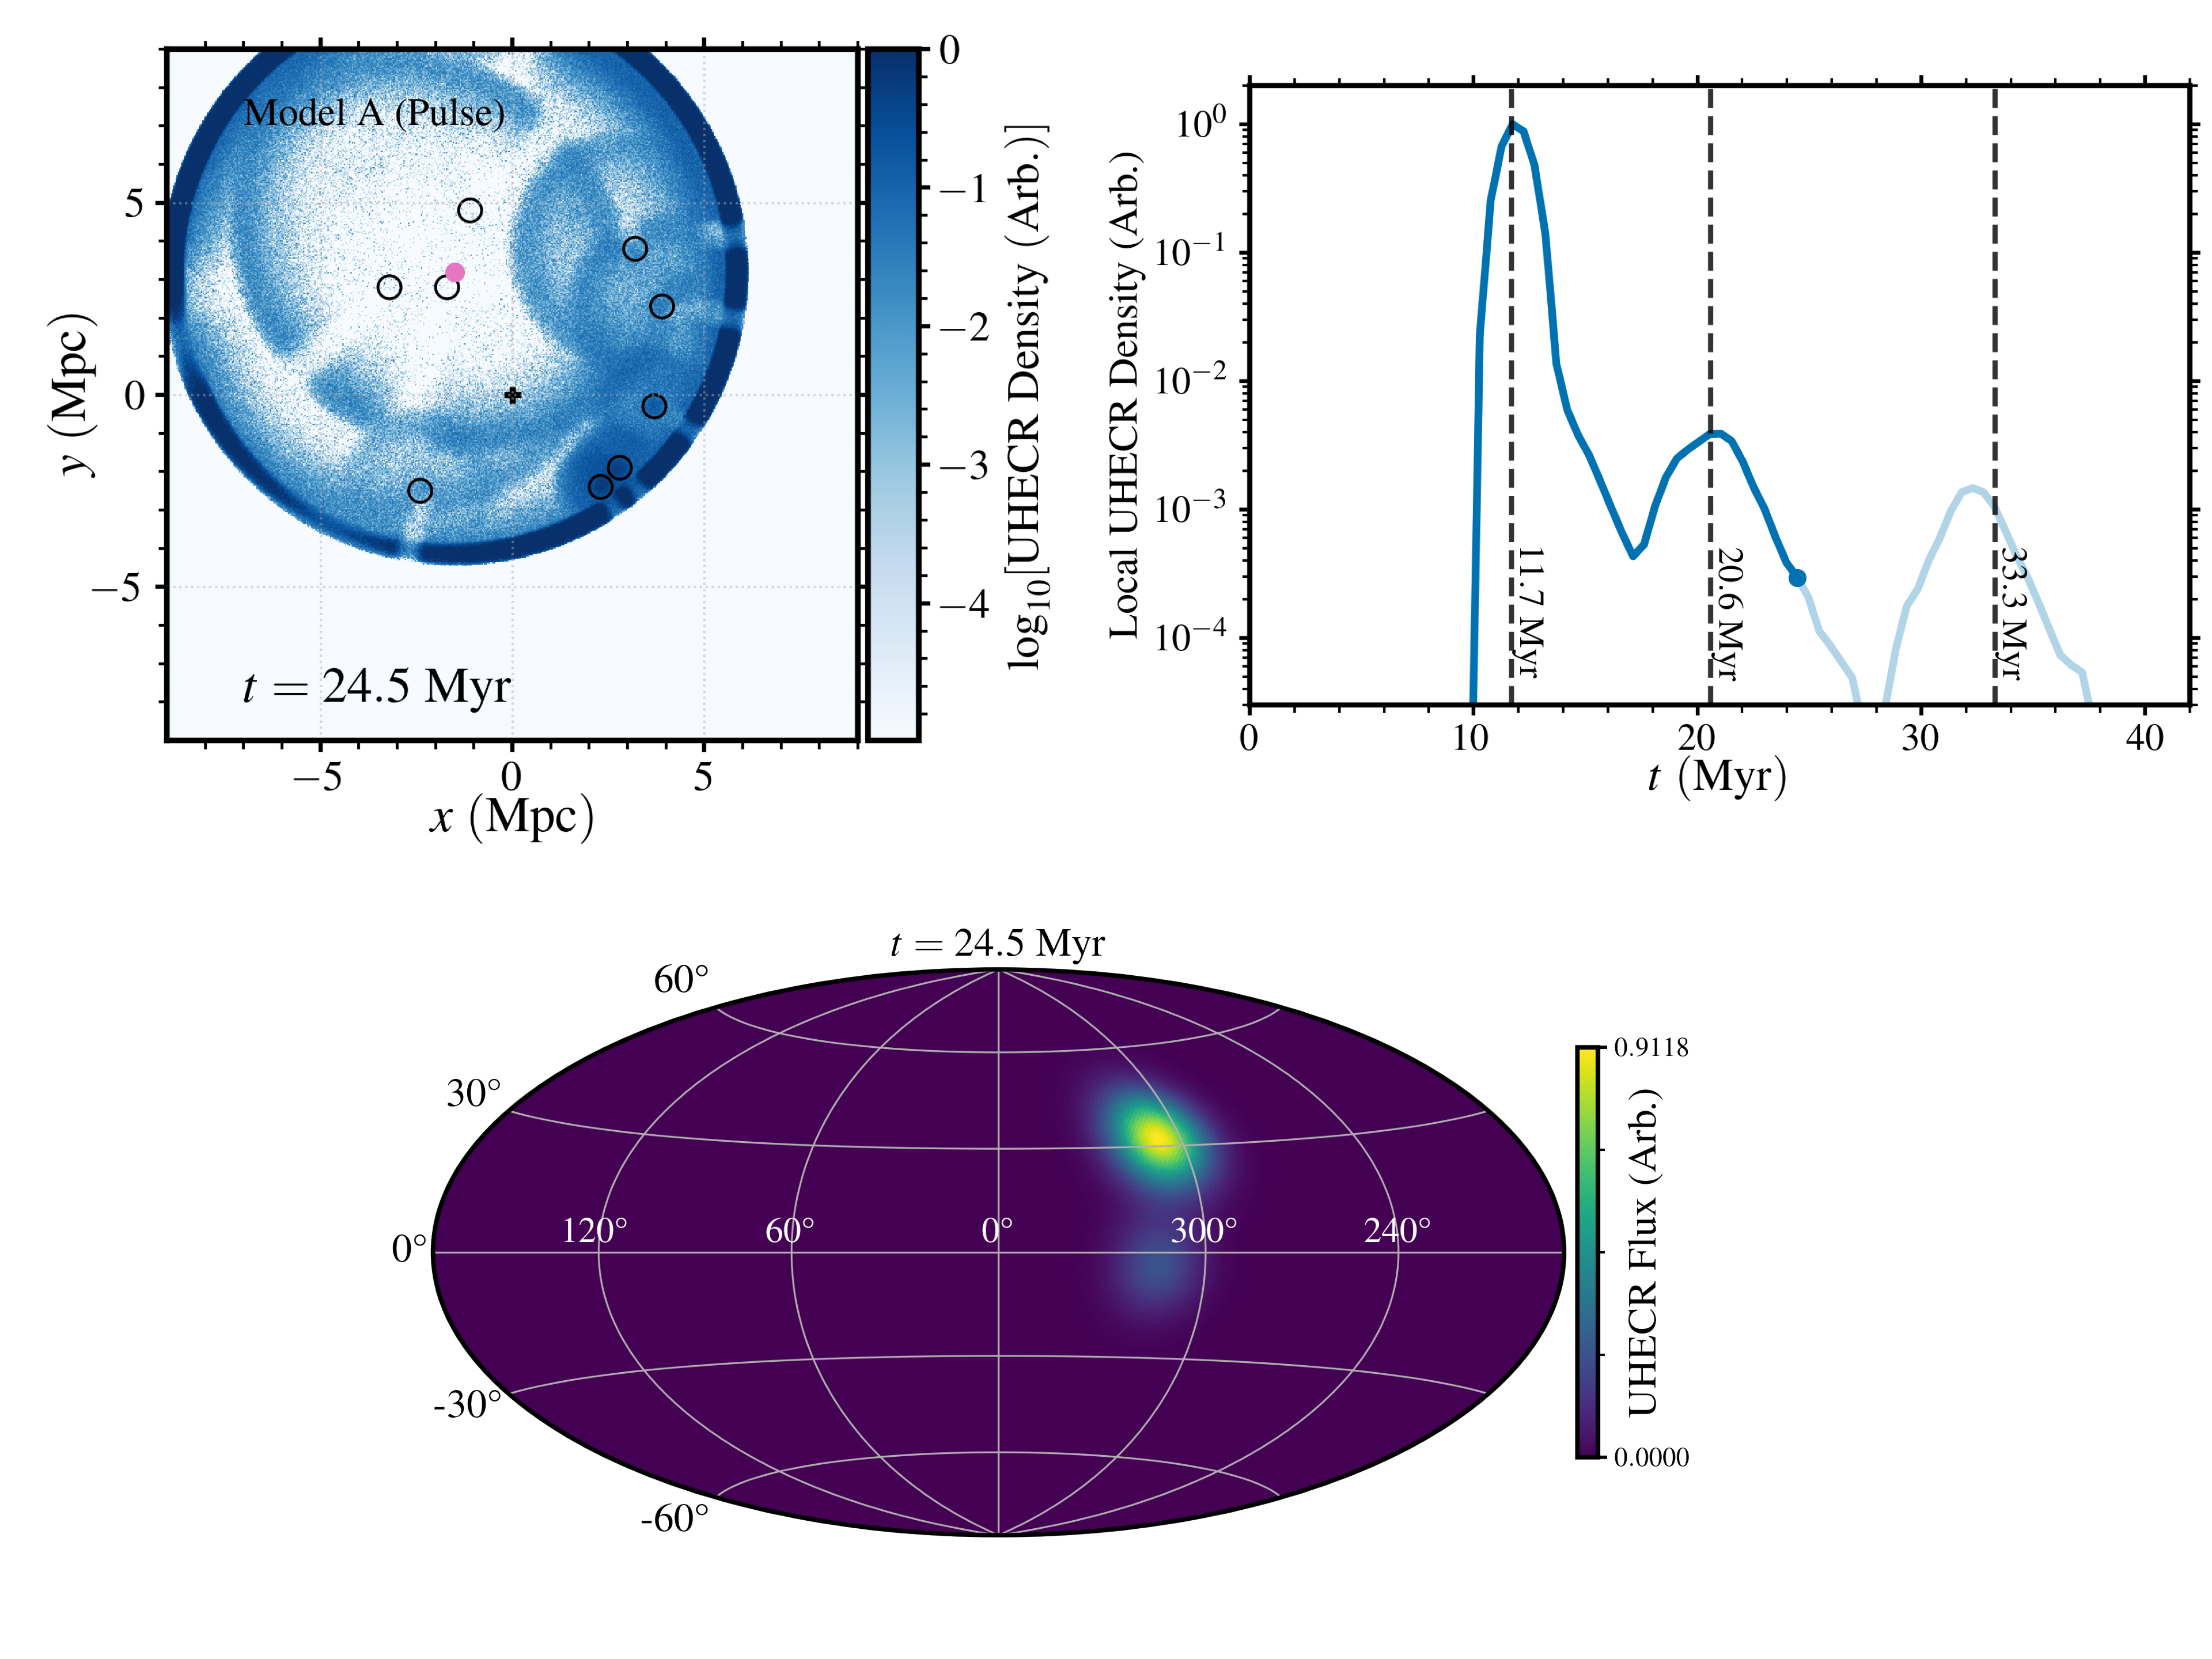 Model A (Pulse)
t = 24.5 Myr
5
0
−5
y (Mpc)
−5
0
5
x (Mpc)
0
−1
−2
−3
−4
log₁₀[UHECR Density (Arb.)]
10⁰
10⁻¹
10⁻²
10⁻³
10⁻⁴
Local UHECR Density (Arb.)
11.7 Myr
20.6 Myr
33.3 Myr
0
10
20
30
40
t (Myr)
t = 24.5 Myr
60°
30°
0°
-30°
-60°
120°
60°
0°
300°
240°
0.9118
0.0000
UHECR Flux (Arb.)